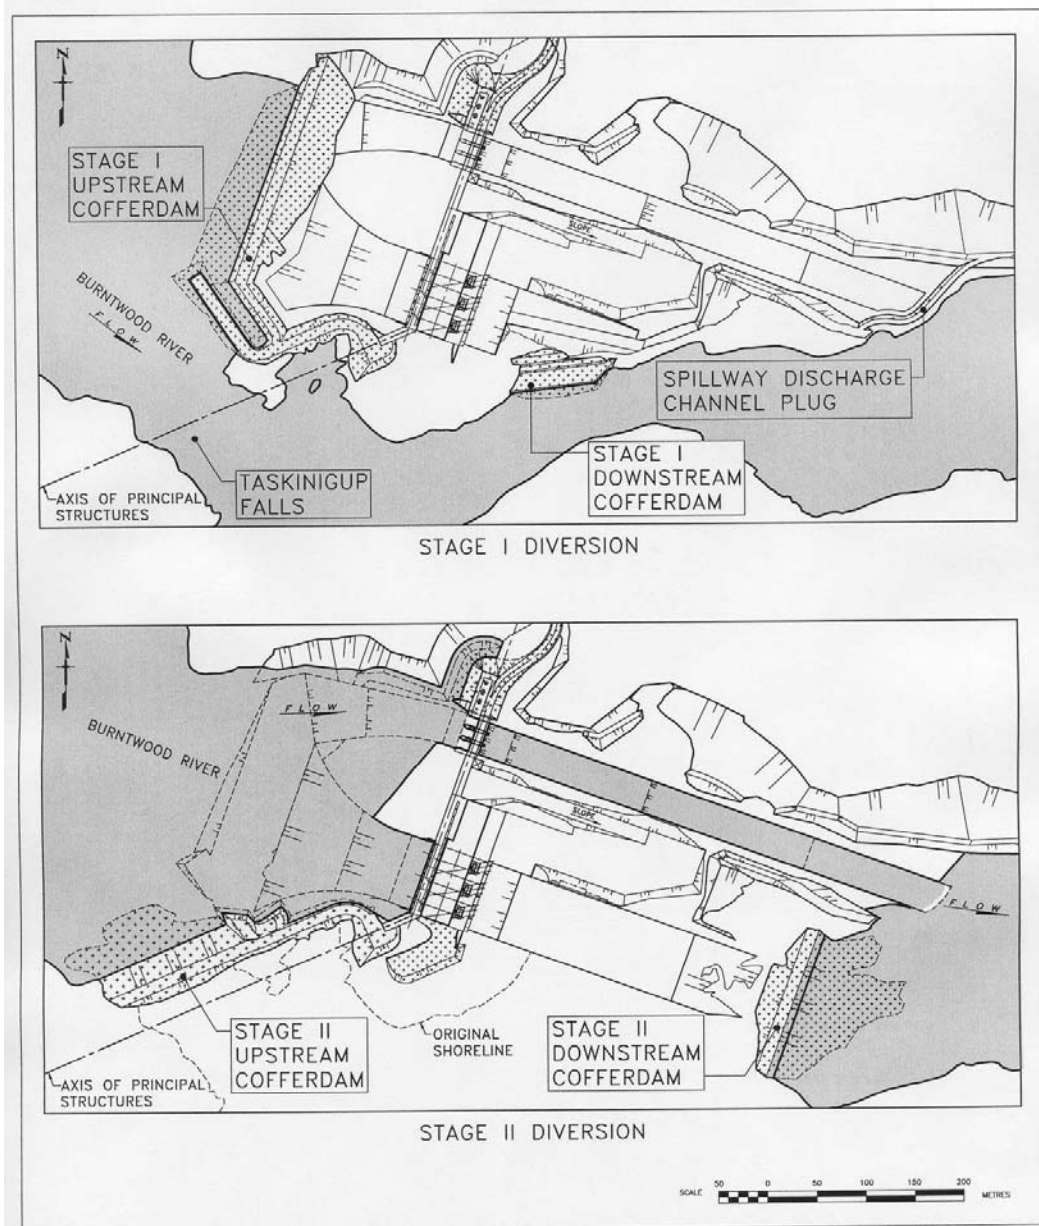 N
STAGE I
UPSTREAM
COFFERDAM
BURNTWOOD
RIVER
FLOW
SLOPE
SPILLWAY DISCHARGE
CHANNEL PLUG
STAGE I
DOWNSTREAM
COFFERDAM
TASKINIGUP
FALLS
AXIS OF PRINCIPAL
STRUCTURES
STAGE I DIVERSION
N
FLOW
BURNTWOOD RIVER
SLOPE
FLOW
STAGE II
UPSTREAM
COFFERDAM
ORIGINAL
SHORELINE
STAGE II
DOWNSTREAM
COFFERDAM
AXIS OF PRINCIPAL
STRUCTURES
STAGE II DIVERSION
SCALE 50 0 50 100 150 200 METRES